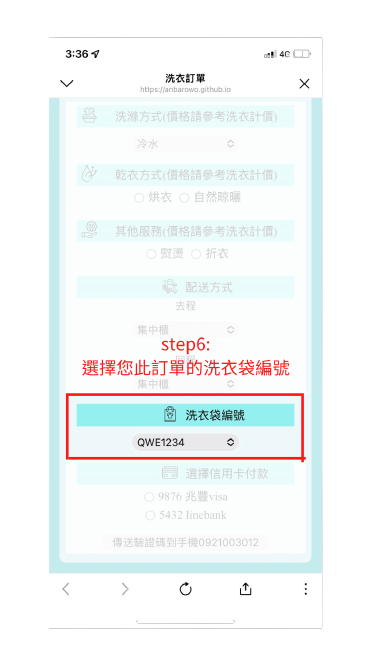 3:36
4G
洗衣訂單
https://anbarowo.github.io
洗滌方式(價格請參考洗衣計價)
冷水
乾衣方式(價格請參考洗衣計價)
烘衣 自然晾曬
其他服務(價格請參考洗衣計價)
熨燙 折衣
配送方式
去程
集中櫃
step6:
選擇您此訂單的洗衣袋編號
集中櫃
洗衣袋編號
QWE1234
選擇信用卡付款
9876 兆豐visa
5432 linebank
傳送驗證碼到手機0921003012